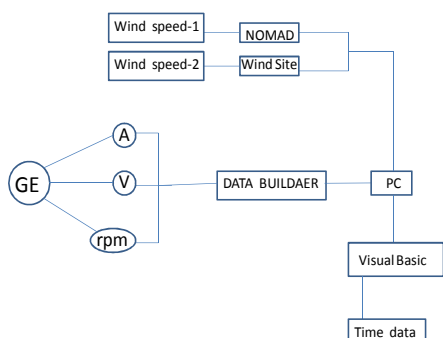 Wind speed-1
NOMAD
Wind speed-2
Wind Site
A
GE
V
DATA BUILDAER
PC
rpm
Visual Basic
Time data